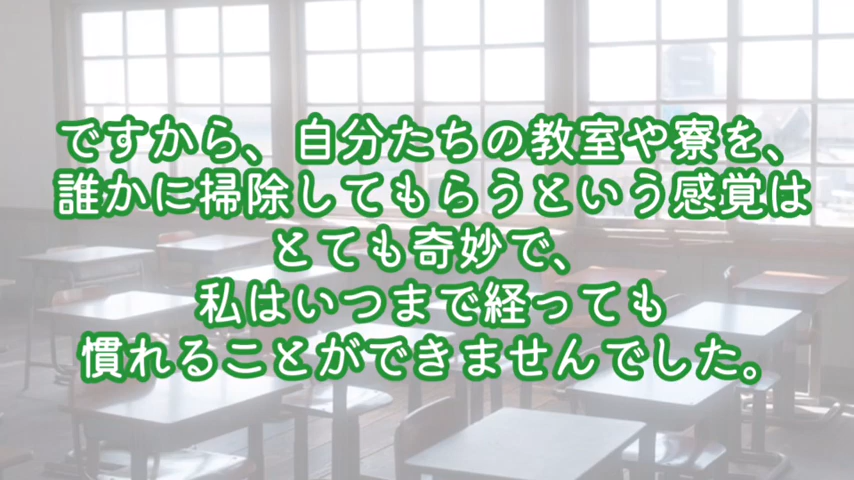 ですから、自分たちの教室や寮を、
誰かに掃除してもらうという感覚は
とても奇妙で、
私はいつまで経っても
慣れることができませんでした。